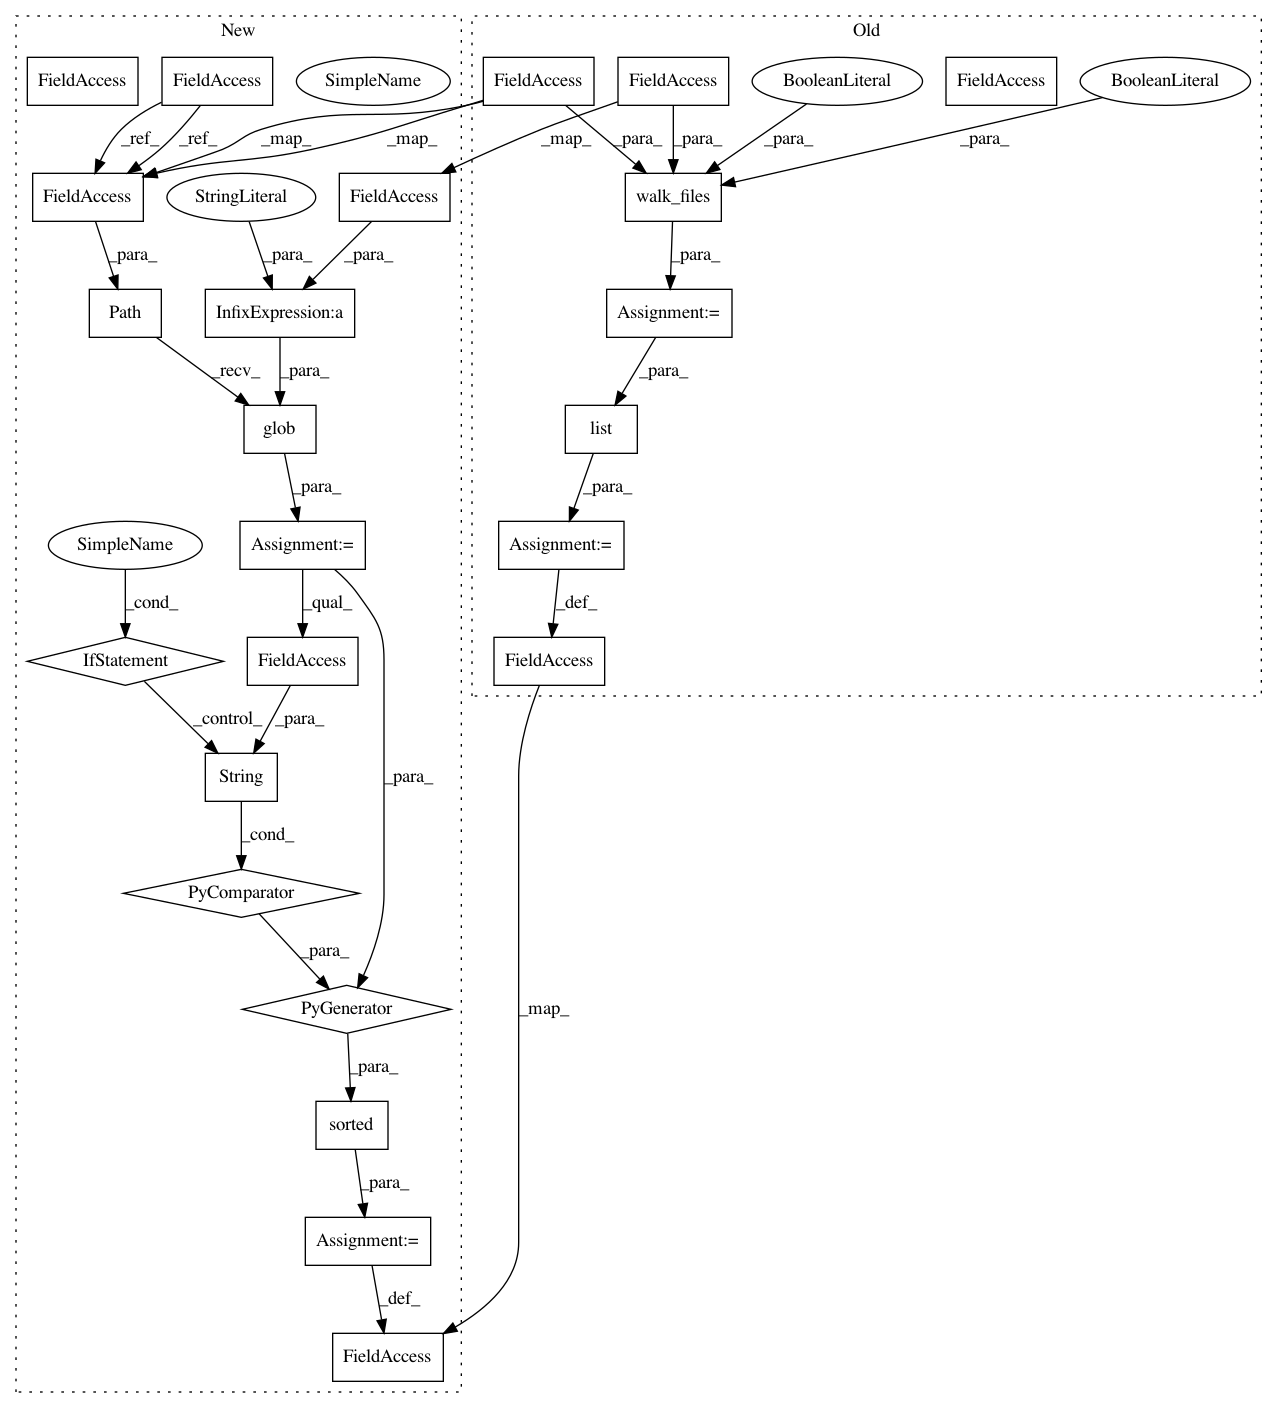 New
Old
FieldAccess
FieldAccess
SimpleName
FieldAccess
FieldAccess
BooleanLiteral
FieldAccess
BooleanLiteral
_ref_
_ref_
_map_
_map_
_map_
_para_
_para_
_para_
_para_
FieldAccess
StringLiteral
FieldAccess
walk_files
_para_
_para_
_para_
_para_
Path
InfixExpression:a
Assignment:=
_recv_
_para_
_para_
glob
list
_para_
_para_
SimpleName
Assignment:=
Assignment:=
_cond_
_qual_
_def_
IfStatement
FieldAccess
FieldAccess
_control_
_para_
String
_para_
_cond_
PyComparator
_para_
PyGenerator
_map_
_para_
sorted
_para_
Assignment:=
_def_
FieldAccess